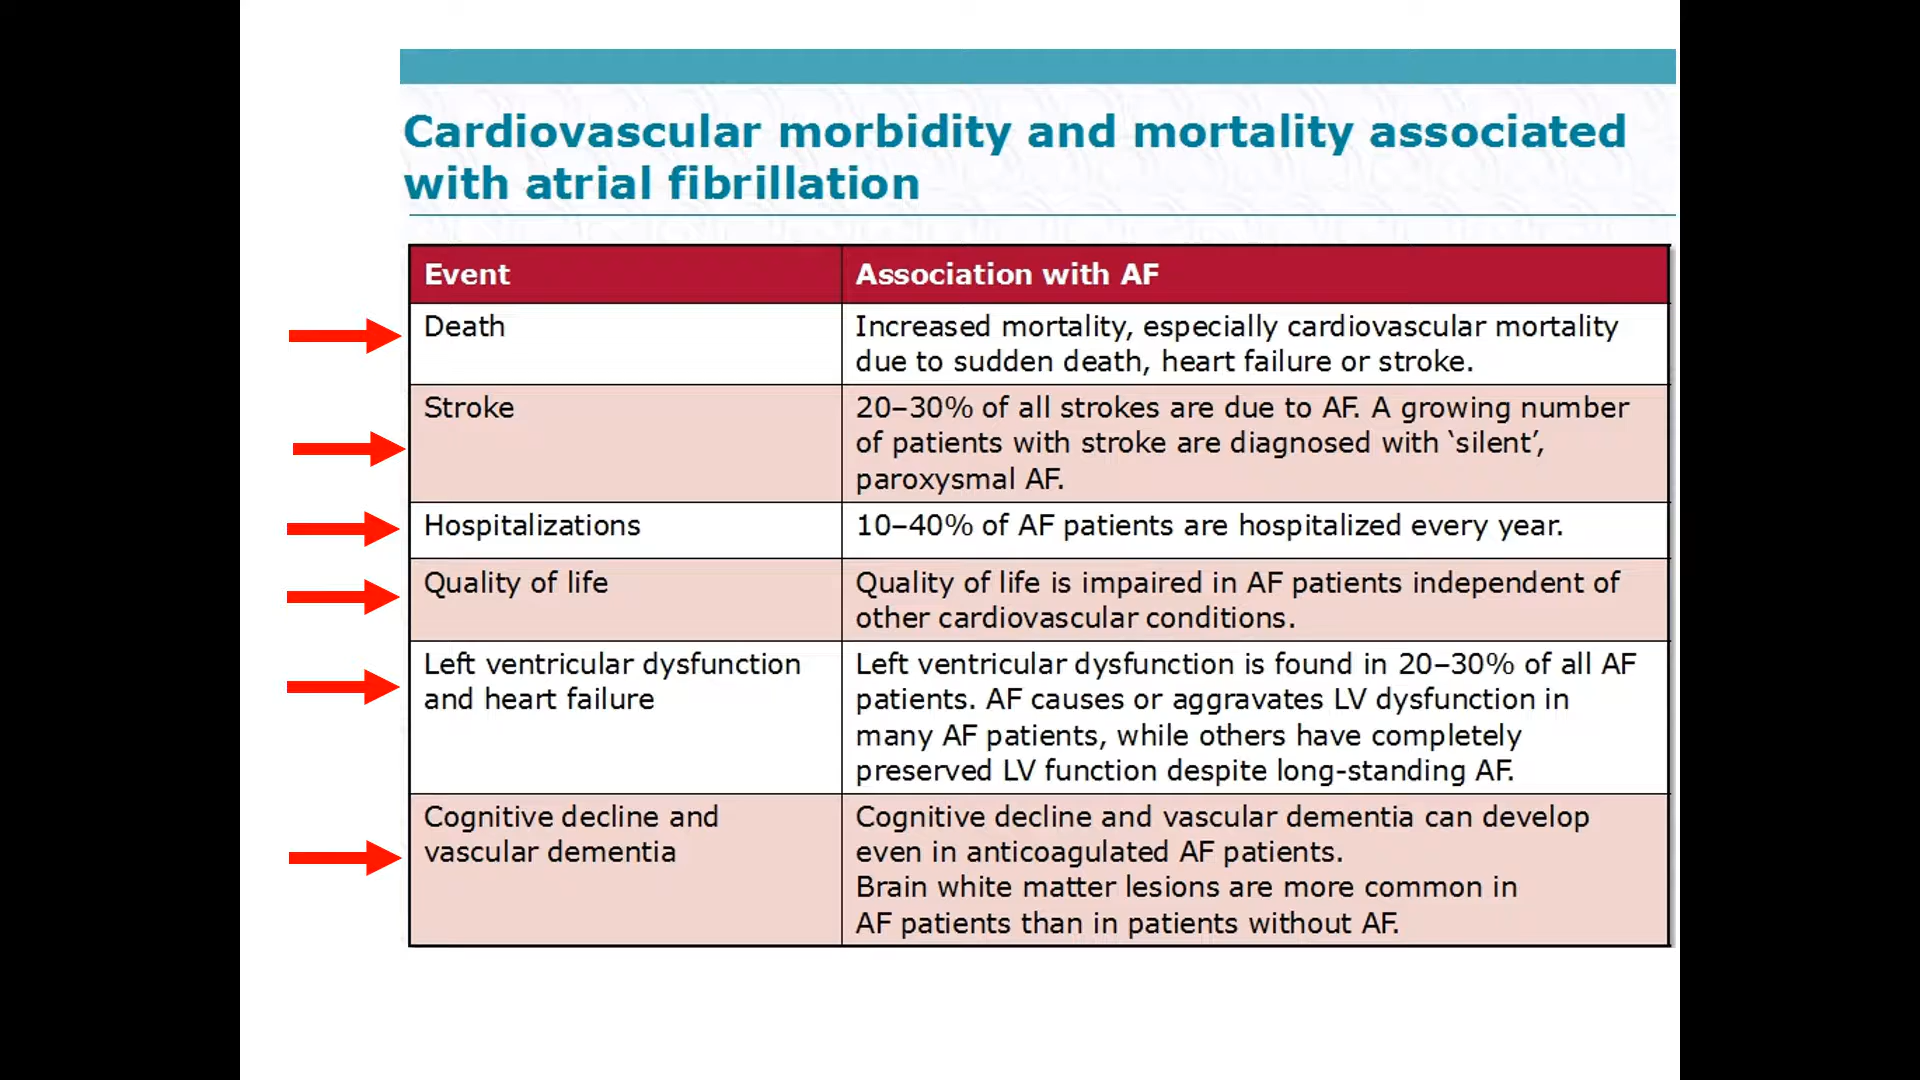 Cardiovascular morbidity and mortality associated
with atrial fibrillation
Event
Association with AF
Death
Increased mortality, especially cardiovascular mortality
due to sudden death, heart failure or stroke.
Stroke
20–30% of all strokes are due to AF. A growing number
of patients with stroke are diagnosed with ‘silent’,
paroxysmal AF.
Hospitalizations
10–40% of AF patients are hospitalized every year.
Quality of life
Quality of life is impaired in AF patients independent of
other cardiovascular conditions.
Left ventricular dysfunction
and heart failure
Left ventricular dysfunction is found in 20–30% of all AF
patients. AF causes or aggravates LV dysfunction in
many AF patients, while others have completely
preserved LV function despite long-standing AF.
Cognitive decline and
vascular dementia
Cognitive decline and vascular dementia can develop
even in anticoagulated AF patients.
Brain white matter lesions are more common in
AF patients than in patients without AF.